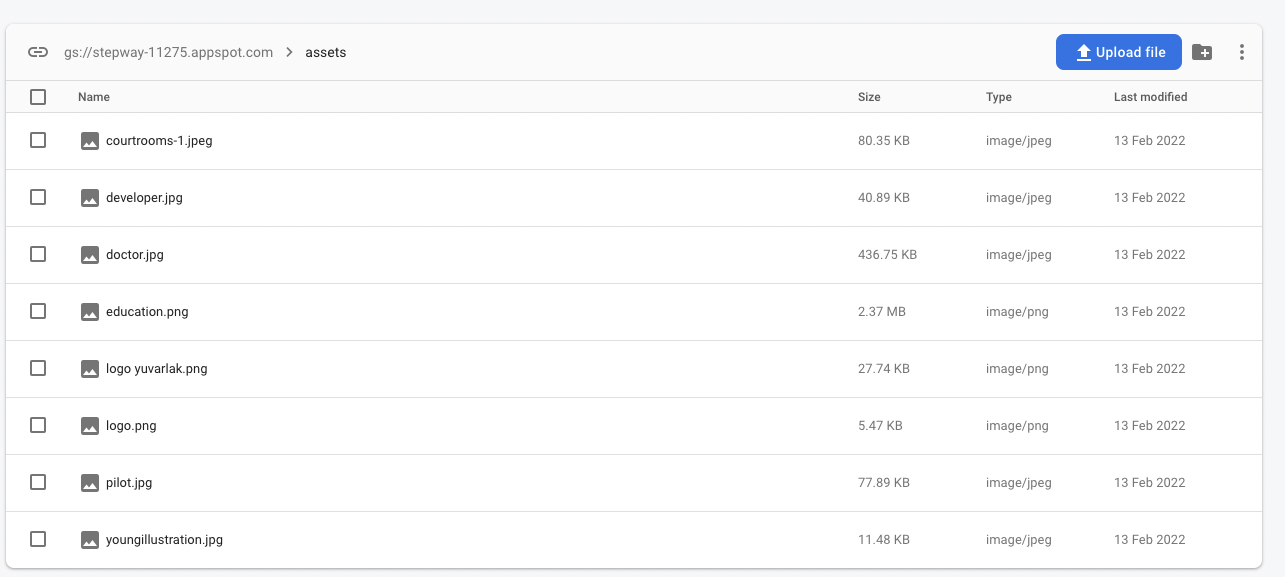 gs://stepway-11275.appspot.com > assets Upload file
Name Size Type Last modified
courtrooms-1.jpeg 80.35 KB image/jpeg 13 Feb 2022
developer.jpg 40.89 KB image/jpeg 13 Feb 2022
doctor.jpg 436.75 KB image/jpeg 13 Feb 2022
education.png 2.37 MB image/png 13 Feb 2022
logo yuvarlak.png 27.74 KB image/png 13 Feb 2022
logo.png 5.47 KB image/png 13 Feb 2022
pilot.jpg 77.89 KB image/jpeg 13 Feb 2022
youngillustration.jpg 11.48 KB image/jpeg 13 Feb 2022